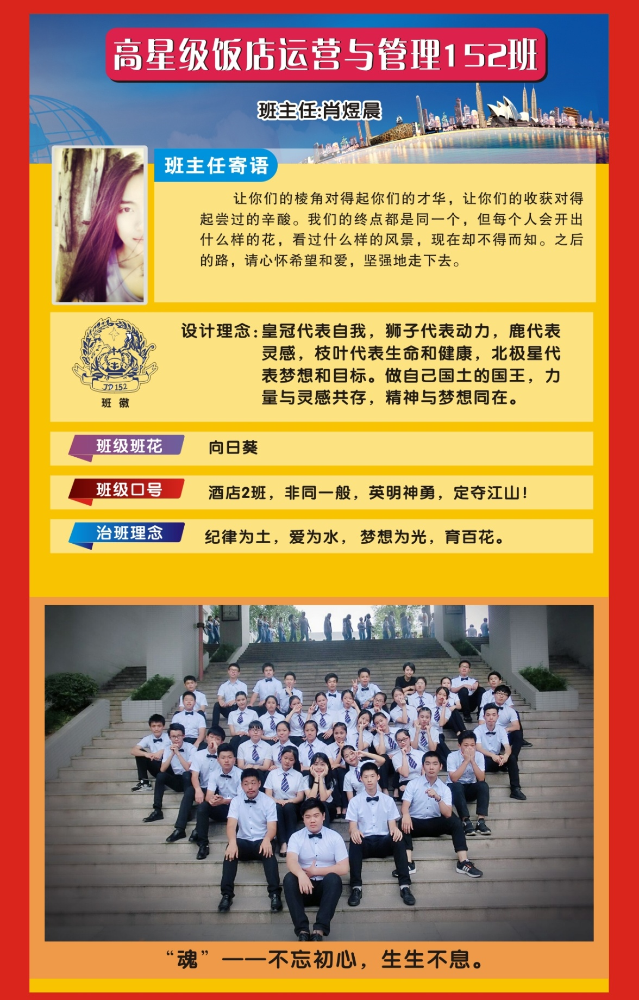 高星级饭店运营与管理152班
班主任:肖煜晨
班主任寄语
让你们的棱角对得起你们的才华，让你们的收获对得
起尝过的辛酸。我们的终点都是同一个，但每个人会开出
什么样的花，看过什么样的风景，现在却不得而知。之后
的路，请心怀希望和爱，坚强地走下去。
JD 152
班 徽
设计理念:皇冠代表自我，狮子代表动力，鹿代表
灵感，枝叶代表生命和健康，北极星代
表梦想和目标。做自己国土的国王，力
量与灵感共存，精神与梦想同在。
班级班花 向日葵
班级口号 酒店2班，非同一般，英明神勇，定夺江山!
治班理念 纪律为土，爱为水， 梦想为光，育百花。
“魂”——不忘初心，生生不息。